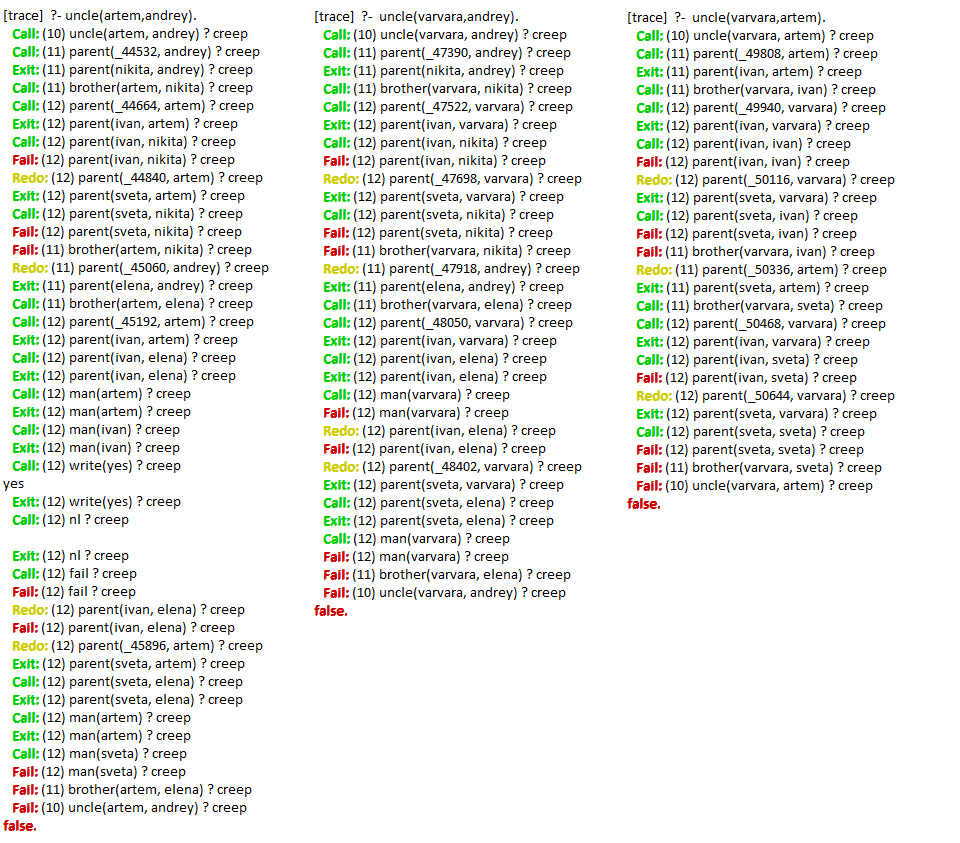 [trace]  ?- uncle(artem,andrey).
Call: (10) uncle(artem, andrey) ? creep
Call: (11) parent(_44532, andrey) ? creep
Exit: (11) parent(nikita, andrey) ? creep
Call: (11) brother(artem, nikita) ? creep
Call: (12) parent(_44664, artem) ? creep
Exit: (12) parent(ivan, artem) ? creep
Call: (12) parent(ivan, nikita) ? creep
Fail: (12) parent(ivan, nikita) ? creep
Redo: (12) parent(_44840, artem) ? creep
Exit: (12) parent(sveta, artem) ? creep
Call: (12) parent(sveta, nikita) ? creep
Fail: (12) parent(sveta, nikita) ? creep
Fail: (11) brother(artem, nikita) ? creep
Redo: (11) parent(_45060, andrey) ? creep
Exit: (11) parent(elena, andrey) ? creep
Call: (11) brother(artem, elena) ? creep
Call: (12) parent(_45192, artem) ? creep
Exit: (12) parent(ivan, artem) ? creep
Call: (12) parent(ivan, elena) ? creep
Exit: (12) parent(ivan, elena) ? creep
Call: (12) man(artem) ? creep
Exit: (12) man(artem) ? creep
Call: (12) man(ivan) ? creep
Exit: (12) man(ivan) ? creep
Call: (12) write(yes) ? creep
yes
Exit: (12) write(yes) ? creep
Call: (12) nl ? creep
Exit: (12) nl ? creep
Call: (12) fail ? creep
Fail: (12) fail ? creep
Redo: (12) parent(ivan, elena) ? creep
Fail: (12) parent(ivan, elena) ? creep
Redo: (12) parent(_45896, artem) ? creep
Exit: (12) parent(sveta, artem) ? creep
Call: (12) parent(sveta, elena) ? creep
Exit: (12) parent(sveta, elena) ? creep
Call: (12) man(artem) ? creep
Exit: (12) man(artem) ? creep
Call: (12) man(sveta) ? creep
Fail: (12) man(sveta) ? creep
Fail: (11) brother(artem, elena) ? creep
Fail: (10) uncle(artem, andrey) ? creep
false.
[trace]  ?- uncle(varvara,andrey).
Call: (10) uncle(varvara, andrey) ? creep
Call: (11) parent(_47390, andrey) ? creep
Exit: (11) parent(nikita, andrey) ? creep
Call: (11) brother(varvara, nikita) ? creep
Call: (12) parent(_47522, varvara) ? creep
Exit: (12) parent(ivan, varvara) ? creep
Call: (12) parent(ivan, nikita) ? creep
Fail: (12) parent(ivan, nikita) ? creep
Redo: (12) parent(_47698, varvara) ? creep
Exit: (12) parent(sveta, varvara) ? creep
Call: (12) parent(sveta, nikita) ? creep
Fail: (12) parent(sveta, nikita) ? creep
Fail: (11) brother(varvara, nikita) ? creep
Redo: (11) parent(_47918, andrey) ? creep
Exit: (11) parent(elena, andrey) ? creep
Call: (11) brother(varvara, elena) ? creep
Call: (12) parent(_48050, varvara) ? creep
Exit: (12) parent(ivan, varvara) ? creep
Call: (12) parent(ivan, elena) ? creep
Exit: (12) parent(ivan, elena) ? creep
Call: (12) man(varvara) ? creep
Fail: (12) man(varvara) ? creep
Redo: (12) parent(ivan, elena) ? creep
Fail: (12) parent(ivan, elena) ? creep
Redo: (12) parent(_48402, varvara) ? creep
Exit: (12) parent(sveta, varvara) ? creep
Call: (12) parent(sveta, elena) ? creep
Exit: (12) parent(sveta, elena) ? creep
Call: (12) man(varvara) ? creep
Fail: (12) man(varvara) ? creep
Fail: (11) brother(varvara, elena) ? creep
Fail: (10) uncle(varvara, andrey) ? creep
false.
[trace]  ?- uncle(varvara,artem).
Call: (10) uncle(varvara, artem) ? creep
Call: (11) parent(_49808, artem) ? creep
Exit: (11) parent(ivan, artem) ? creep
Call: (11) brother(varvara, ivan) ? creep
Call: (12) parent(_49940, varvara) ? creep
Exit: (12) parent(ivan, varvara) ? creep
Call: (12) parent(ivan, ivan) ? creep
Fail: (12) parent(ivan, ivan) ? creep
Redo: (12) parent(_50116, varvara) ? creep
Exit: (12) parent(sveta, varvara) ? creep
Call: (12) parent(sveta, ivan) ? creep
Fail: (12) parent(sveta, ivan) ? creep
Fail: (11) brother(varvara, ivan) ? creep
Redo: (11) parent(_50336, artem) ? creep
Exit: (11) parent(sveta, artem) ? creep
Call: (11) brother(varvara, sveta) ? creep
Call: (12) parent(_50468, varvara) ? creep
Exit: (12) parent(ivan, varvara) ? creep
Call: (12) parent(ivan, sveta) ? creep
Fail: (12) parent(ivan, sveta) ? creep
Redo: (12) parent(_50644, varvara) ? creep
Exit: (12) parent(sveta, varvara) ? creep
Call: (12) parent(sveta, sveta) ? creep
Fail: (12) parent(sveta, sveta) ? creep
Fail: (11) brother(varvara, sveta) ? creep
Fail: (10) uncle(varvara, artem) ? creep
false.